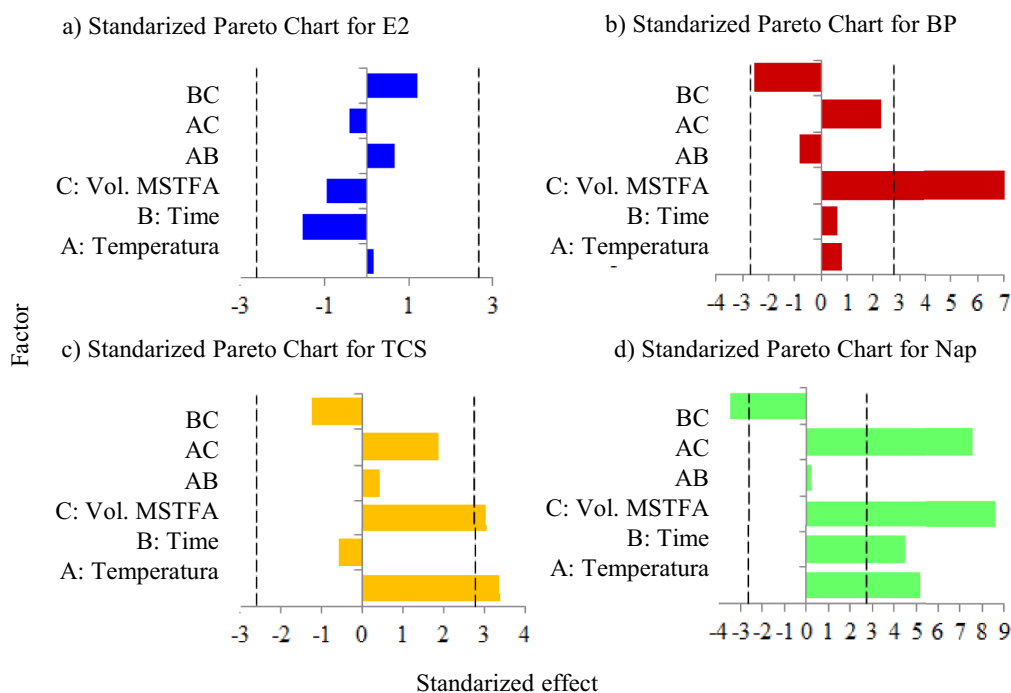 a) Standarized Pareto Chart for E2
BC
AC
AB
C: Vol. MSTFA
B: Time
A: Temperatura
-3 -1 1 3
b) Standarized Pareto Chart for BP
BC
AC
AB
C: Vol. MSTFA
B: Time
A: Temperatura
-
-4 -3 -2 -1 0 1 2 3 4 5 6 7
Factor
c) Standarized Pareto Chart for TCS
BC
AC
AB
C: Vol. MSTFA
B: Time
A: Temperatura
-3 -2 -1 0 1 2 3 4
d) Standarized Pareto Chart for Nap
BC
AC
AB
C: Vol. MSTFA
B: Time
A: Temperatura
-4 -3 -2 -1 0 1 2 3 4 5 6 7 8 9
Standarized effect